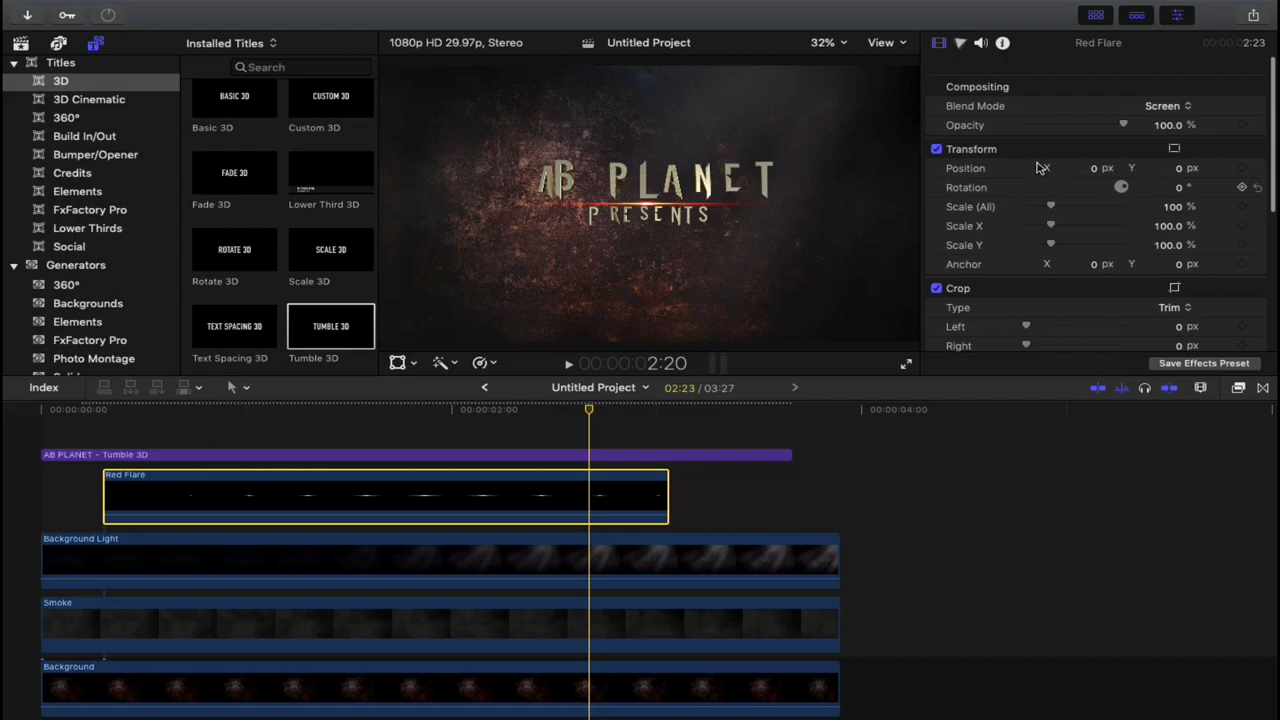 Installed Titles
1080p HD 29.97p, Stereo
Untitled Project
32%
View
Red Flare
00:00:02:23
Titles
3D
3D Cinematic
360°
Build In/Out
Bumper/Opener
Credits
Elements
FxFactory Pro
Lower Thirds
Social
Generators
360°
Backgrounds
Elements
FxFactory Pro
Photo Montage
Search
BASIC 3D
CUSTOM 3D
Basic 3D
Custom 3D
FADE 3D
Fade 3D
Lower Third 3D
ROTATE 3D
SCALE 3D
Rotate 3D
Scale 3D
TEXT SPACING 3D
TUMBLE 3D
Text Spacing 3D
Tumble 3D
AB PLANET
PRESENTS
00:00:00 2:20
Compositing
Blend Mode Screen
Opacity 100.0 %
Transform
Position X 0 px Y 0 px
Rotation 0 °
Scale (All) 100 %
Scale X 100.0 %
Scale Y 100.0 %
Anchor X 0 px Y 0 px
Crop
Type Trim
Left 0 px
Right 0 px
Save Effects Preset
Index
Untitled Project
02:23 / 03:27
00:00:00:00
00:00:02:00
00:00:04:00
AB PLANET - Tumble 3D
Red Flare
Background Light
Smoke
Background